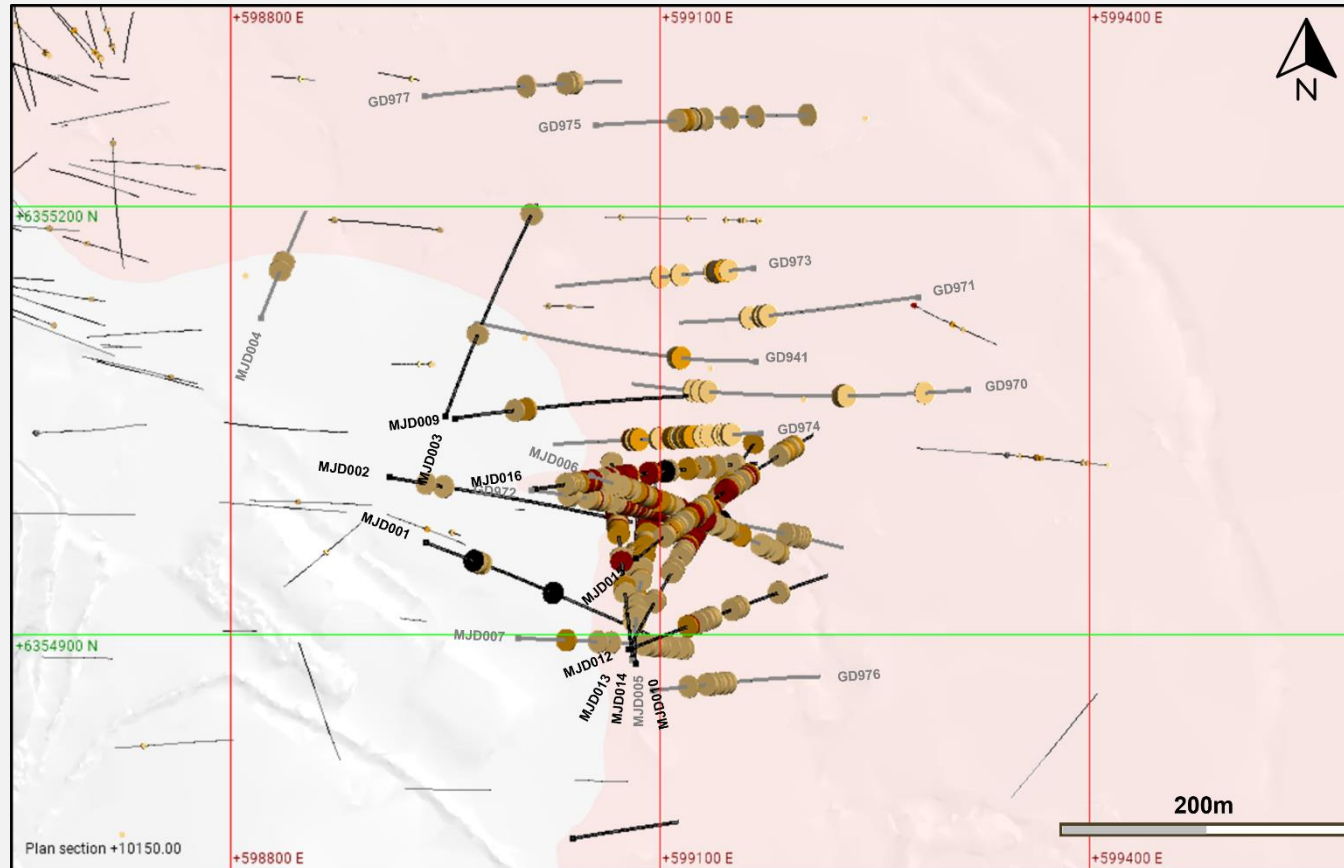 +598800 E
+599100 E
+599400 E
N
GD977
GD975
+6355200 N
GD973
GD971
MJD004
GD941
GD970
MJD009
GD974
MJD003
MJD006
MJD002
MJD016
GD972
MJD001
MJD015
MJD007
+6354900 N
MJD012
GD976
MJD013
MJD014
MJD005
MJD010
200m
Plan section +10150.00
+598800 E
+599100 E
+599400 E